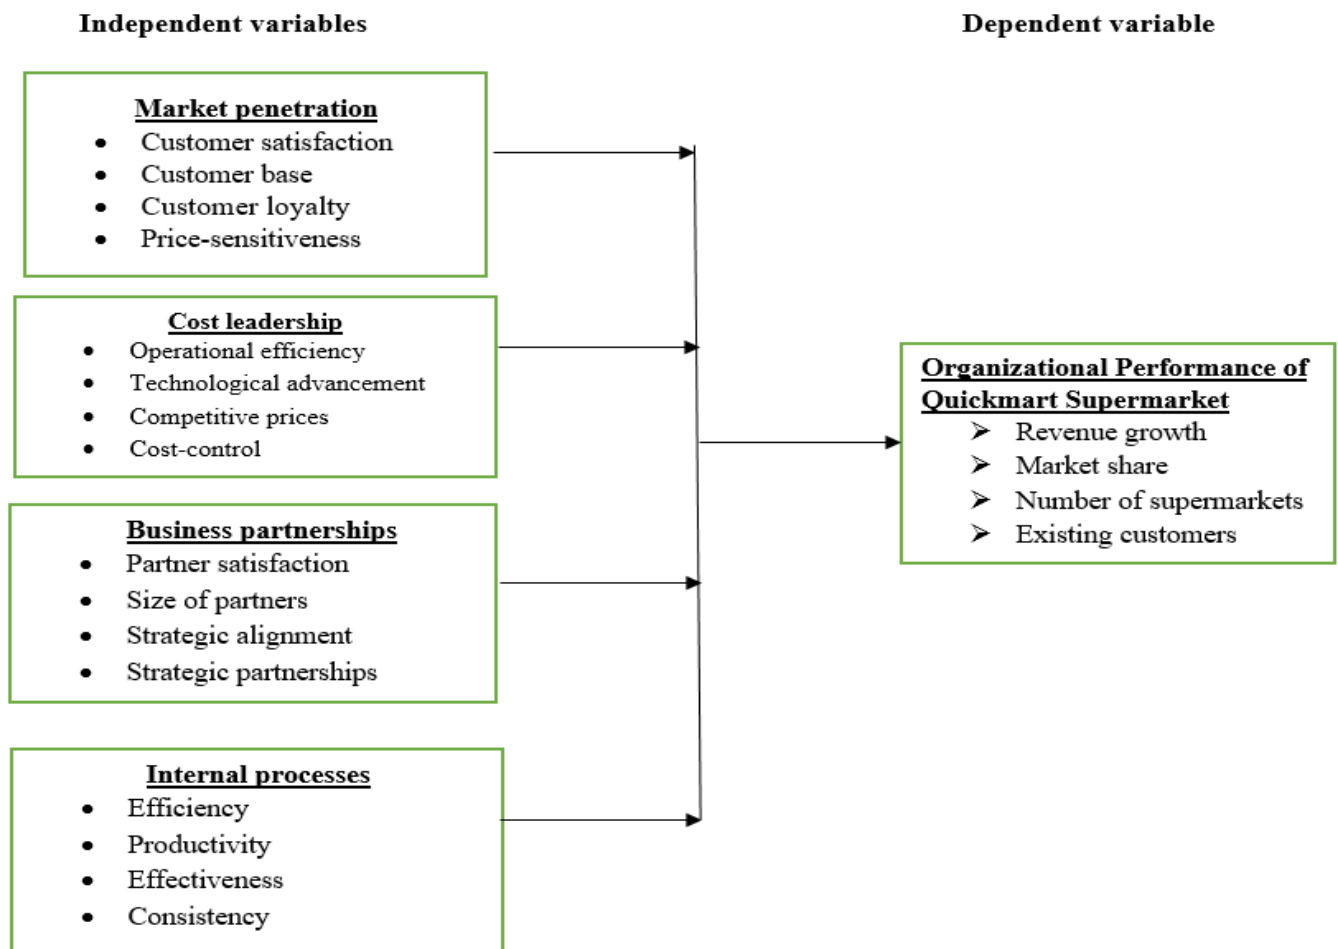 Independent variables
Dependent variable
Market penetration
• Customer satisfaction
• Customer base
• Customer loyalty
• Price-sensitiveness
Cost leadership
• Operational efficiency
• Technological advancement
• Competitive prices
• Cost-control
Business partnerships
• Partner satisfaction
• Size of partners
• Strategic alignment
• Strategic partnerships
Internal processes
• Efficiency
• Productivity
• Effectiveness
• Consistency
Organizational Performance of
Quickmart Supermarket
➢ Revenue growth
➢ Market share
➢ Number of supermarkets
➢ Existing customers